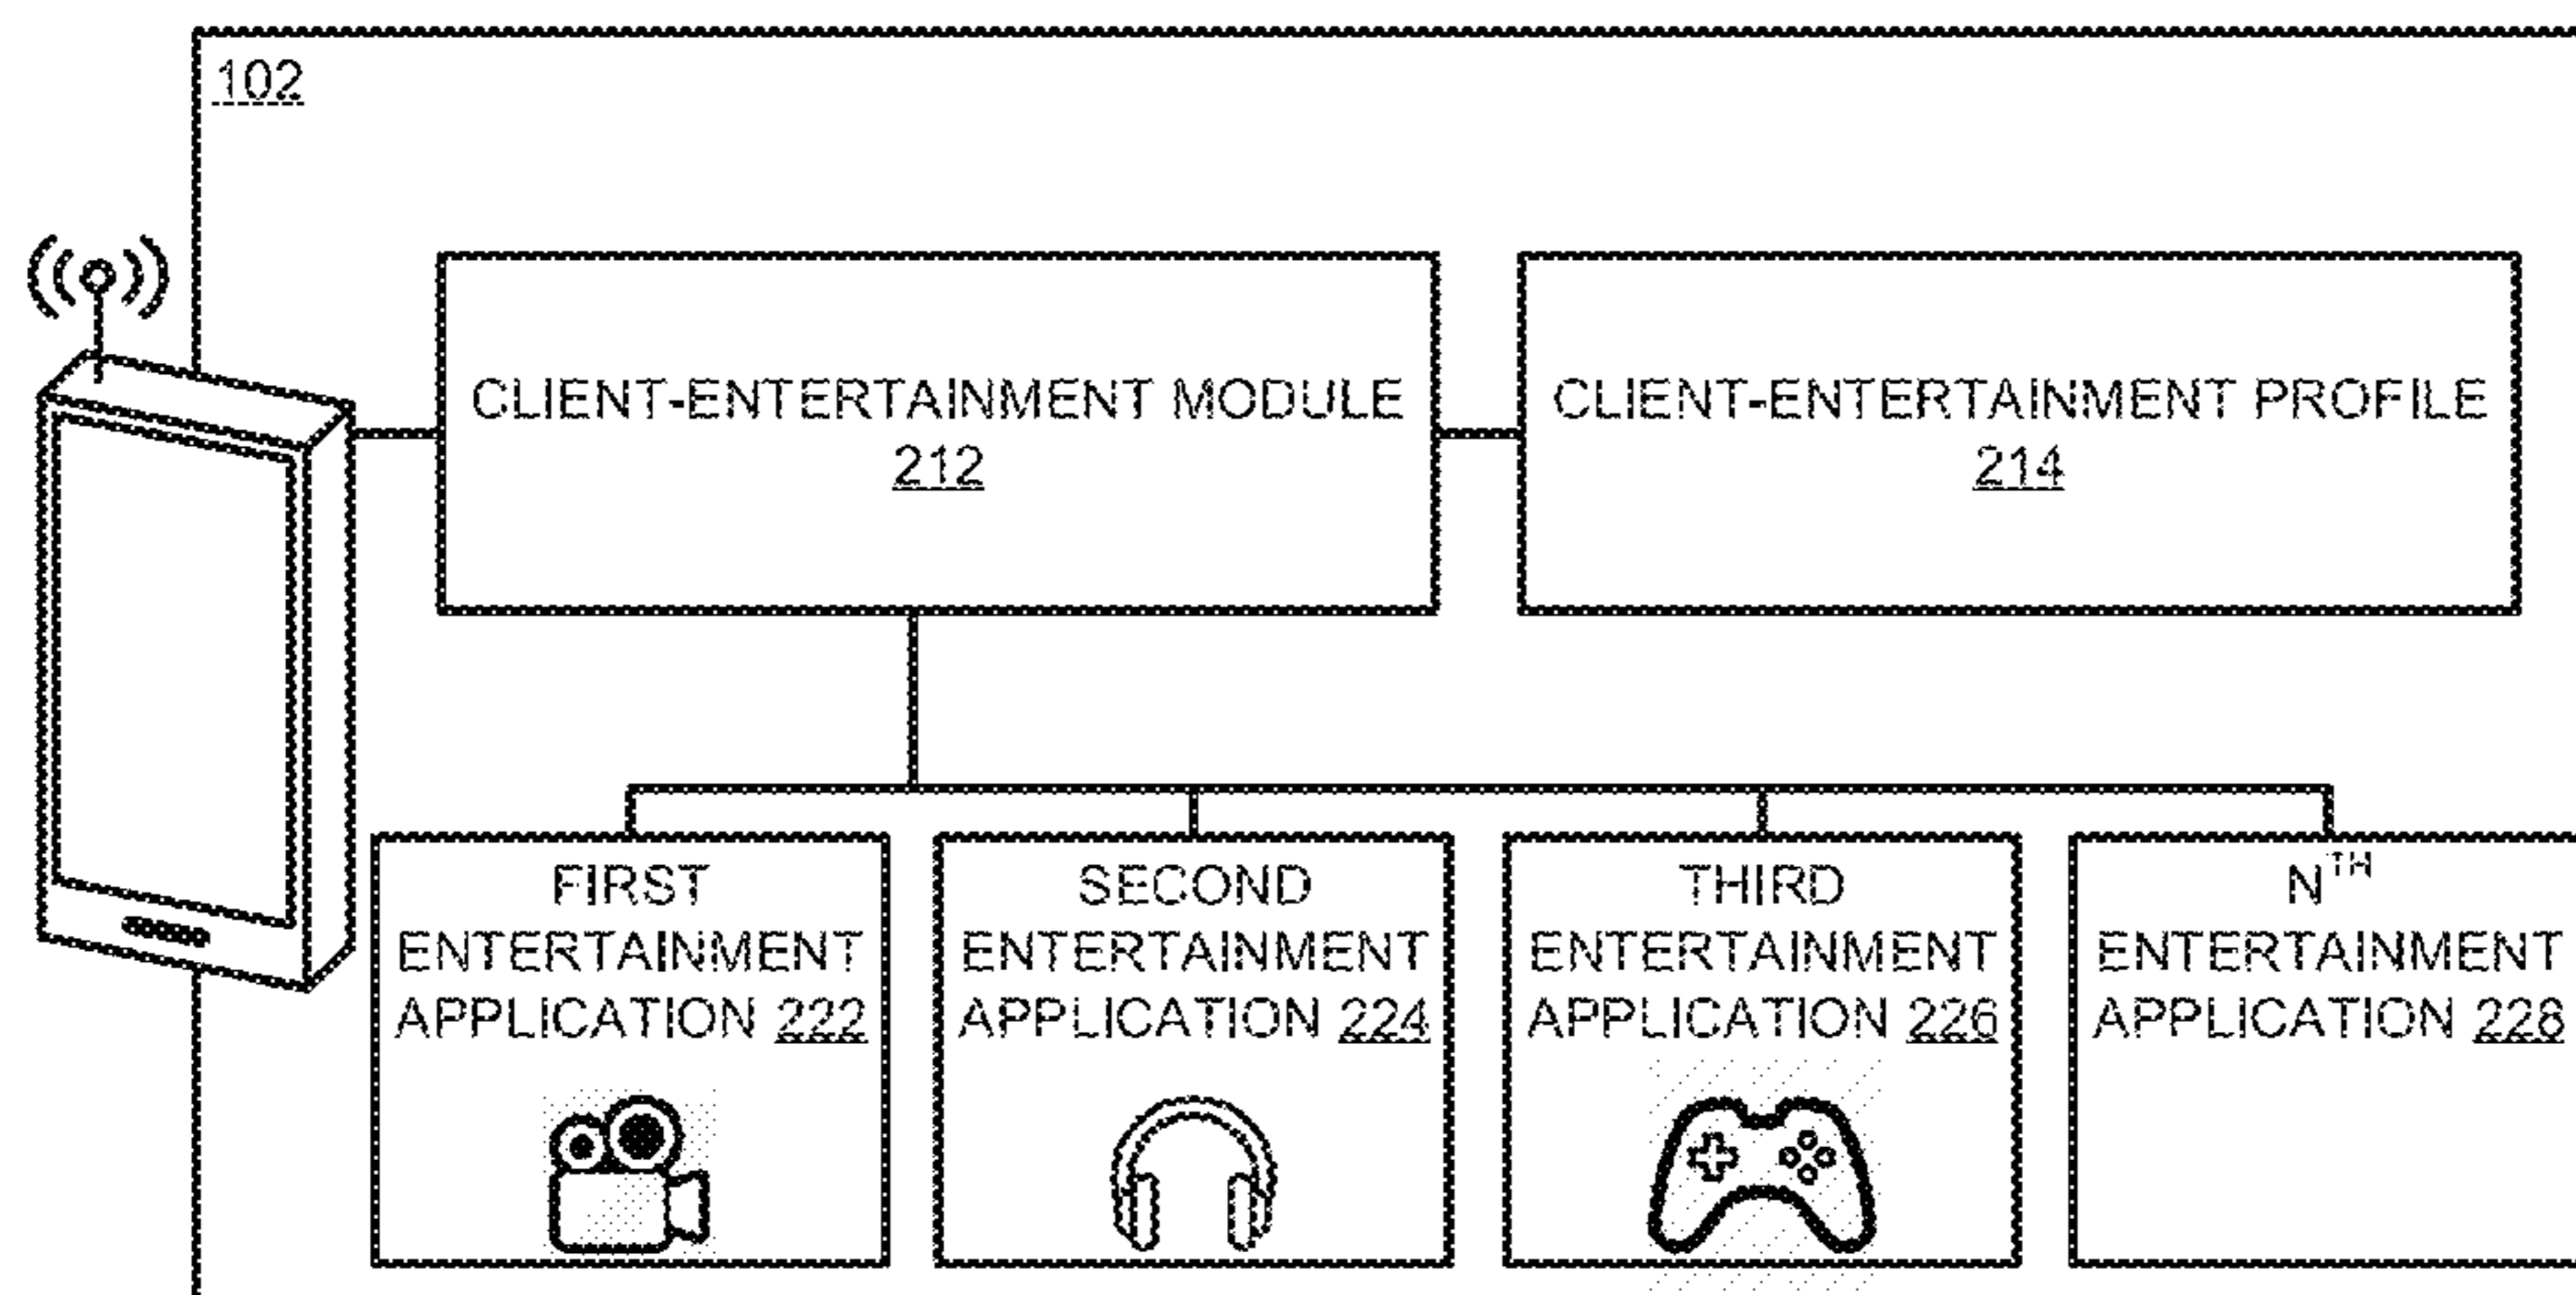 102
CLIENT-ENTERTAINMENT MODULE
212
CLIENT-ENTERTAINMENT PROFILE
214
FIRST
ENTERTAINMENT
APPLICATION 222
SECOND
ENTERTAINMENT
APPLICATION 224
THIRD
ENTERTAINMENT
APPLICATION 226
NTH
ENTERTAINMENT
APPLICATION 228